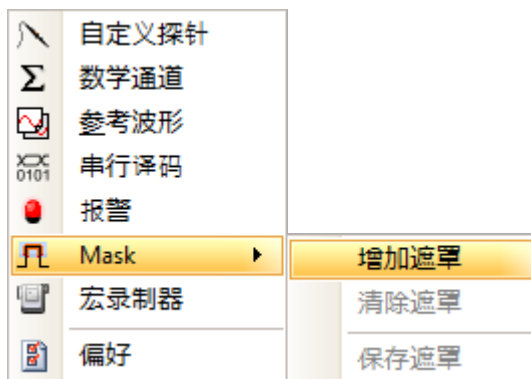 自定义探针
Σ 数学通道
参考波形
0101 串行译码
报警
Mask 增加遮罩
宏录制器 清除遮罩
偏好 保存遮罩